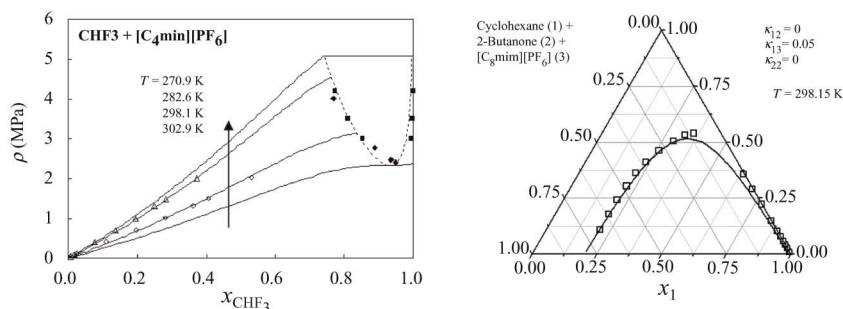 CHF3 + [C4min][PF6]
T = 270.9 K
282.6 K
298.1 K
302.9 K
ρ (MPa)
6
5
4
3
2
1
0
0.0 0.2 0.4 0.6 0.8 1.0
xCHF3
Cyclohexane (1) +
2-Butanone (2) +
[C8mim][PF6] (3)
κ12 = 0
κ13 = 0.05
κ22 = 0
T = 298.15 K
0.00 1.00
0.25 0.75
0.50 0.50
0.75 0.25
1.00 0.00
0.00 0.25 0.50 0.75 1.00
x1